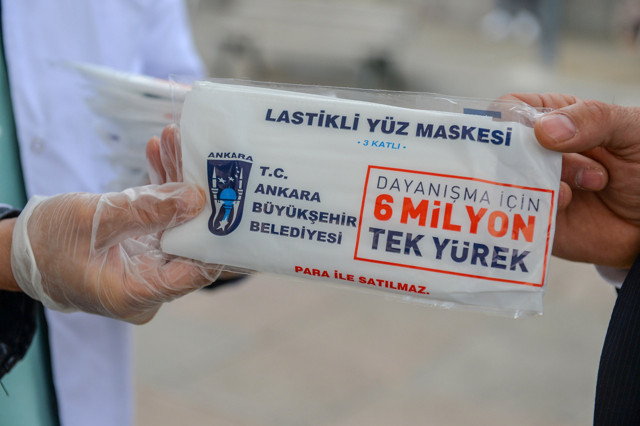 LASTİKLİ YÜZ MASKESİ
- 3 KATLI -
ANKARA
T.C.
ANKARA
BÜYÜKŞEHİR
BELEDİYESİ
DAYANIŞMA İÇİN
6 MİLYON
TEK YÜREK
PARA İLE SATILMAZ.